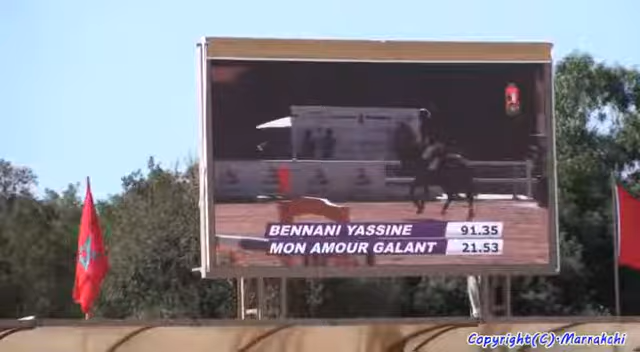 BENNANI YASSINE 91.35
MON AMOUR GALANT 21.53
Copyright(C)·Marrakchi